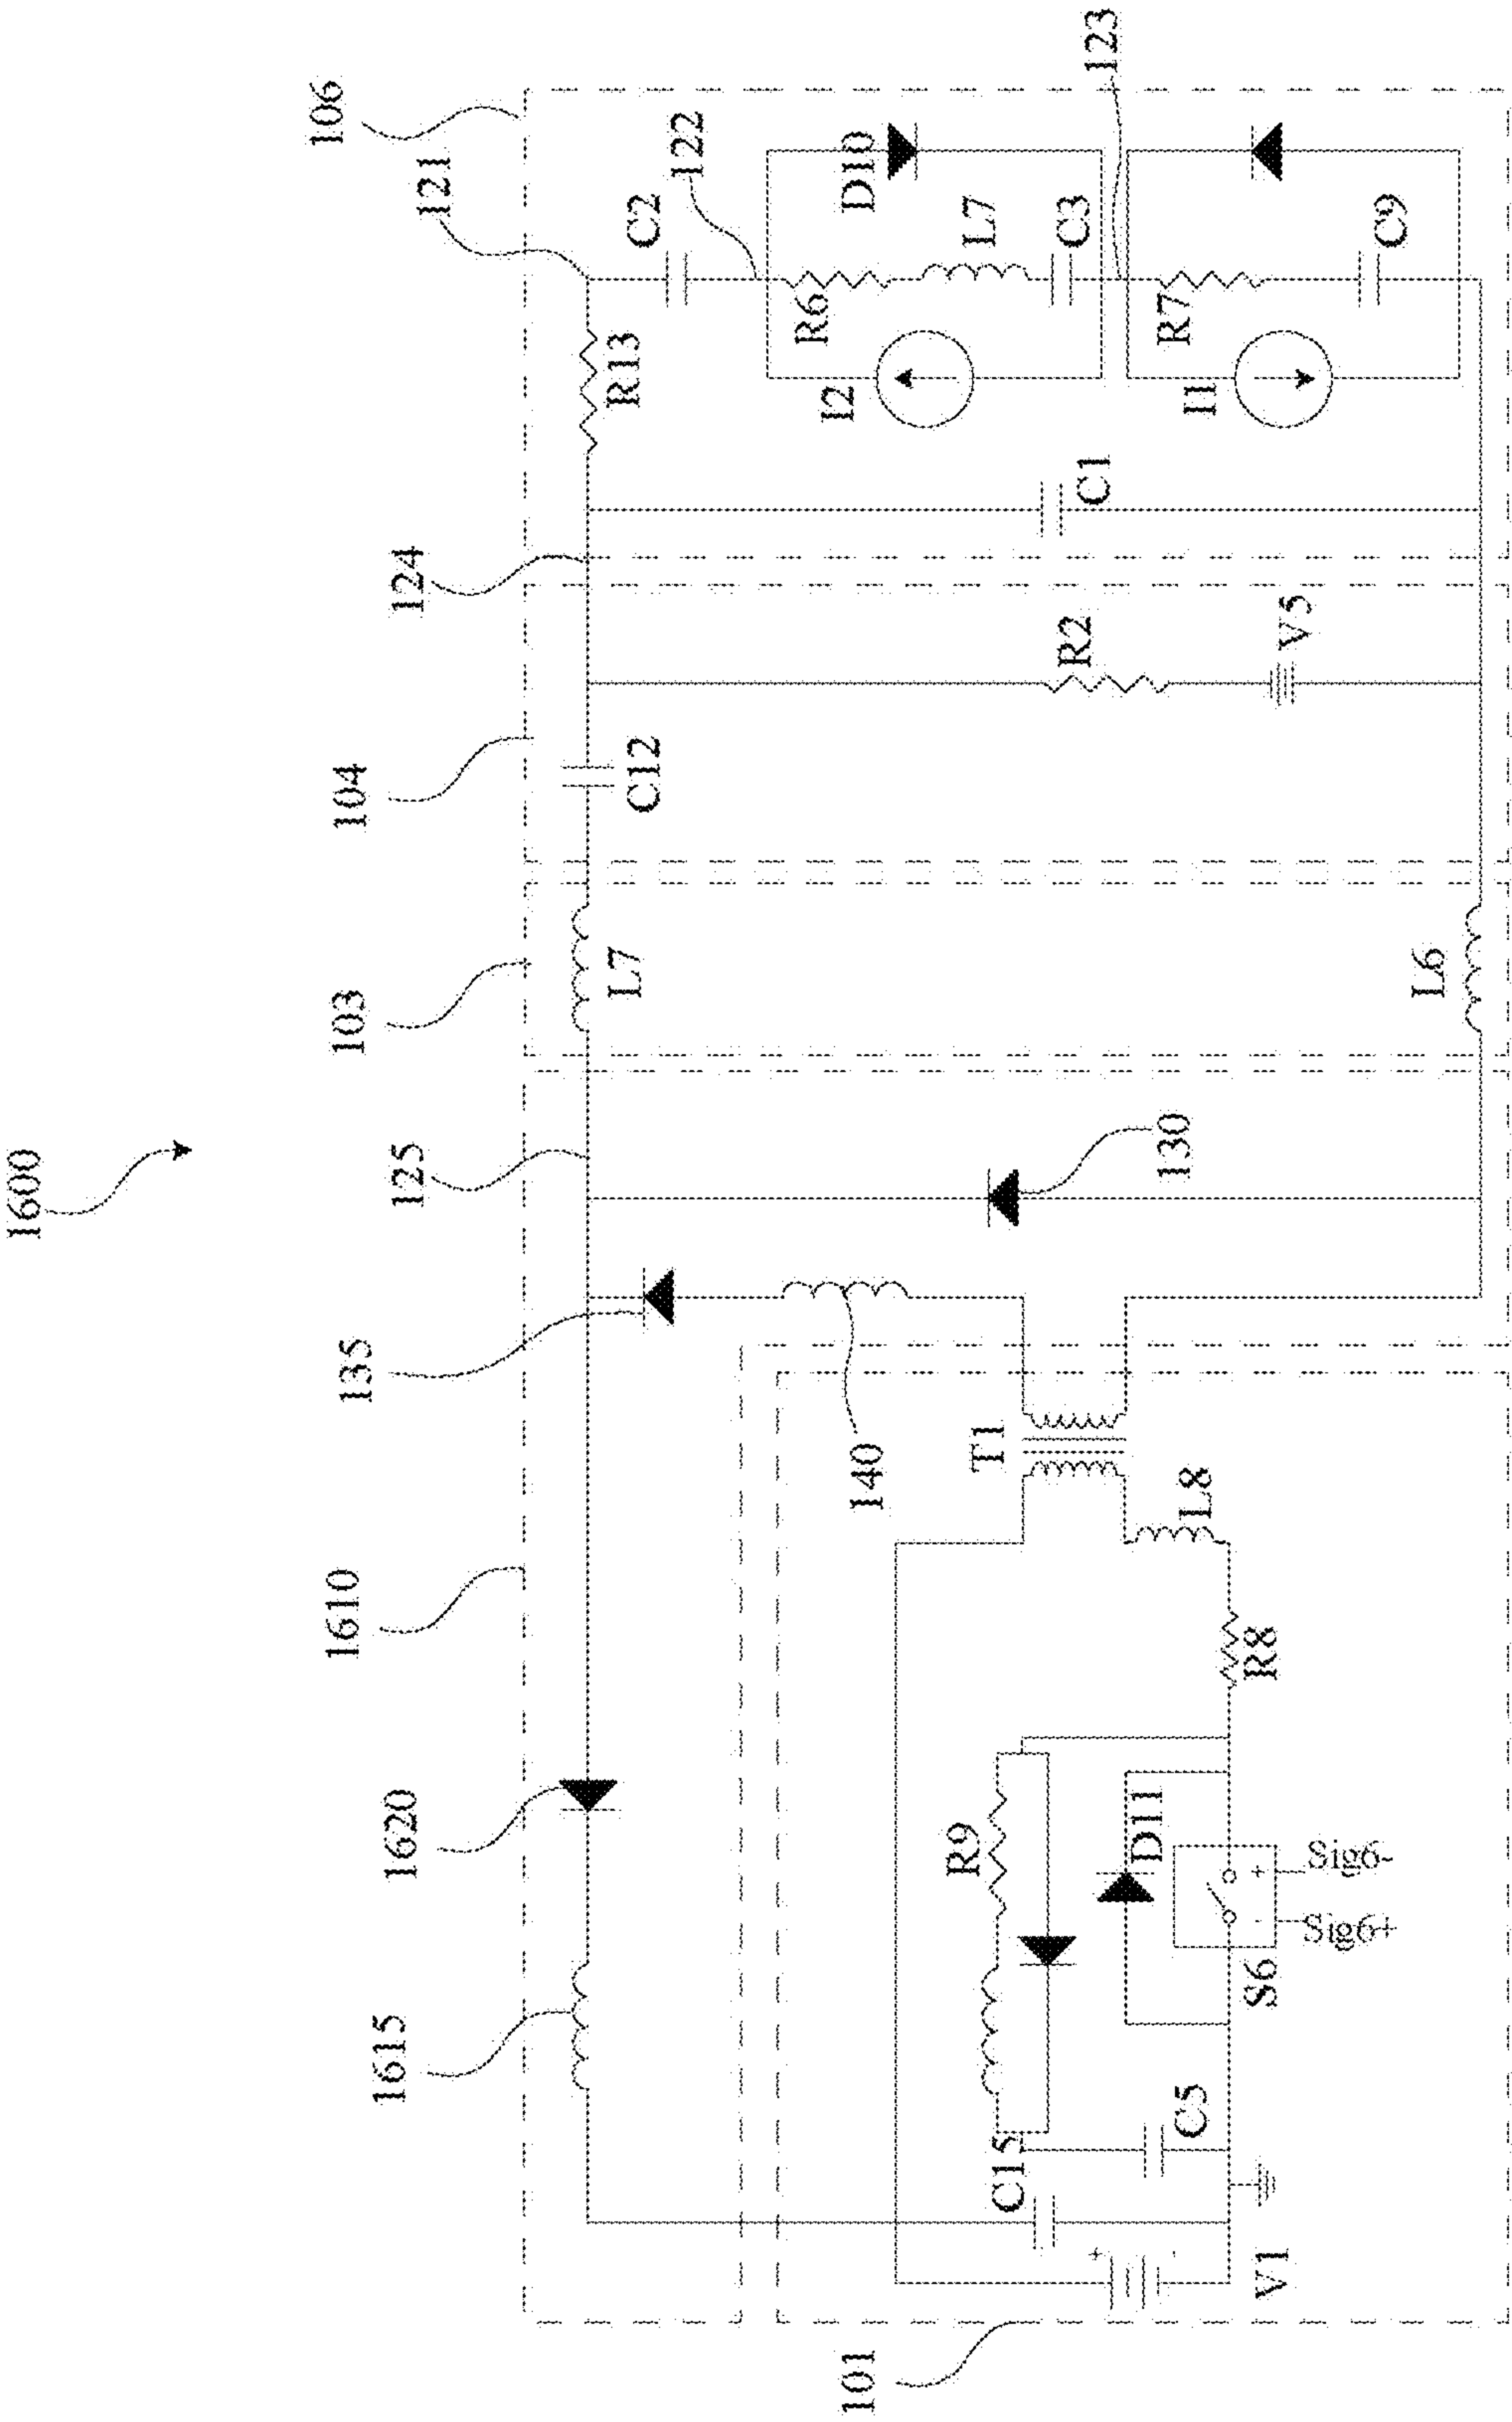 1600
106
121
124
104
103
125
135
1610
1620
1615
101
122
123
130
140
C2
R13
D10
L7
C3
R6
I2
R7
I1
C9
C1
R2
V5
C12
L7
L6
T1
L8
R8
R9
D11
S6
Sig6-
Sig6+
+ -
C15
C5
V1
+
-